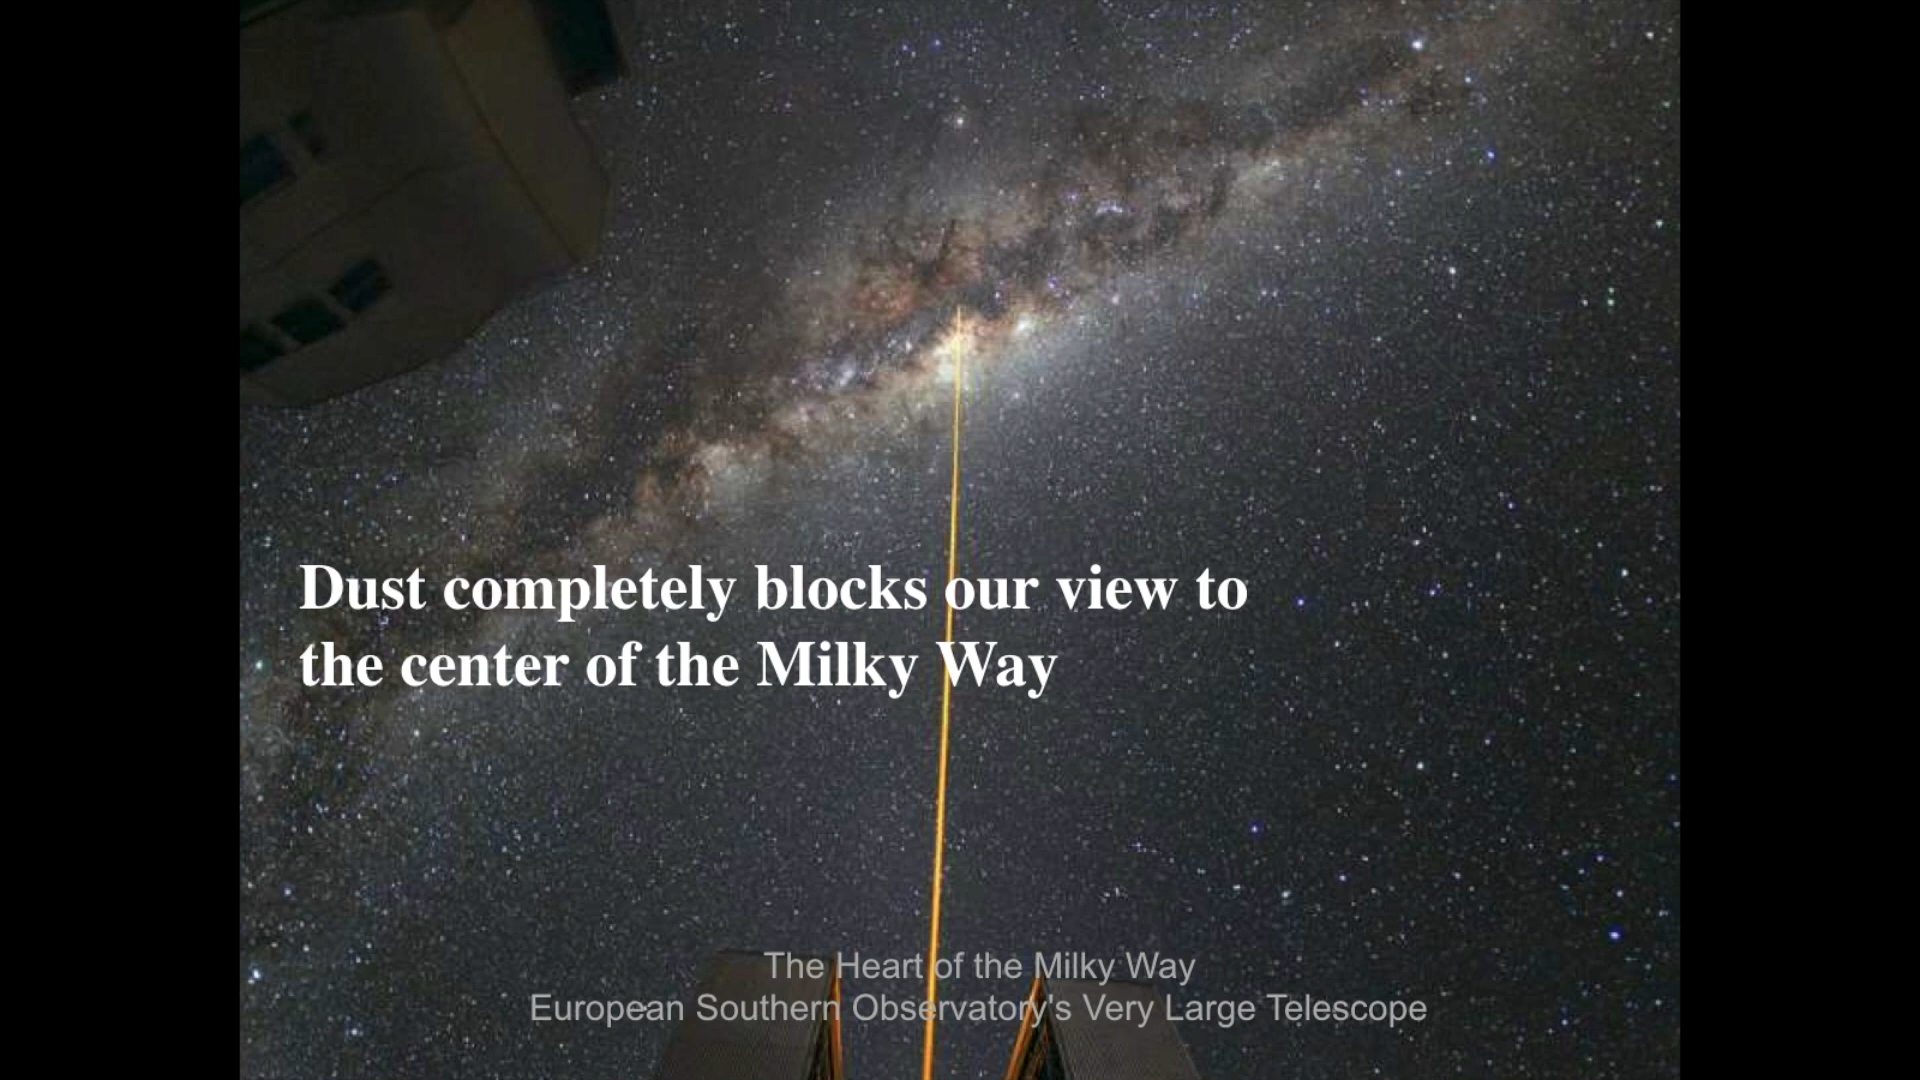 Dust completely blocks our view to
the center of the Milky Way
The Heart of the Milky Way
European Southern Observatory's Very Large Telescope